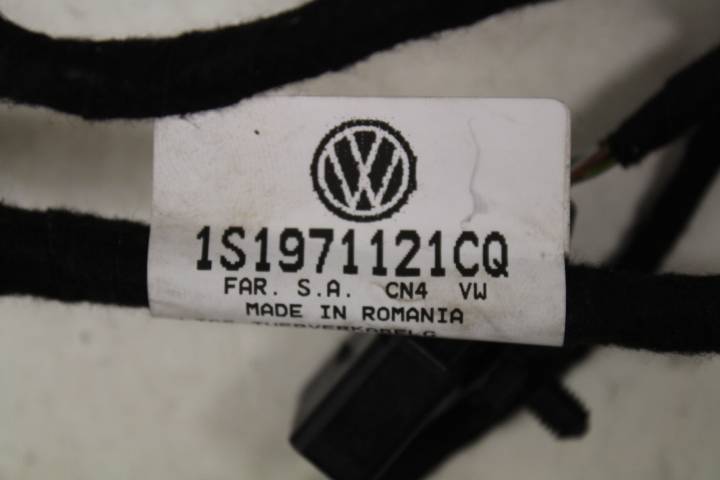 1S1971121CQ
FAR. S.A. CN4 VW
MADE IN ROMANIA